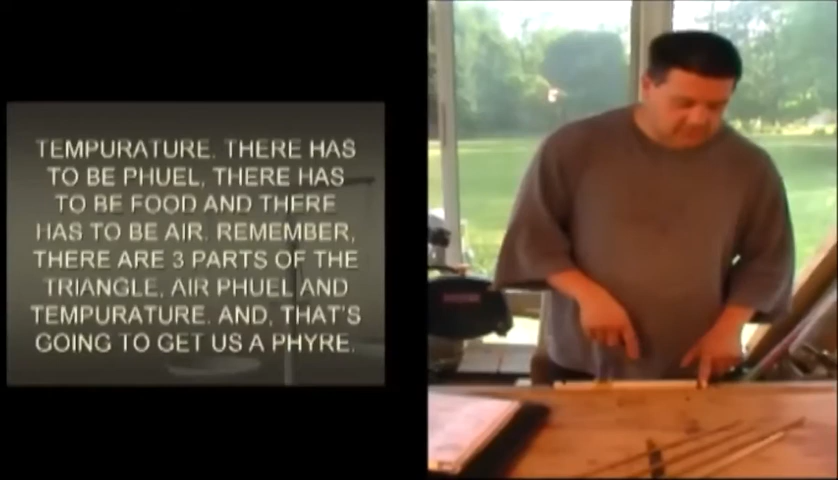 TEMPURATURE. THERE HAS
TO BE PHUEL, THERE HAS
TO BE FOOD AND THERE
HAS TO BE AIR. REMEMBER,
THERE ARE 3 PARTS OF THE
TRIANGLE, AIR PHUEL AND
TEMPURATURE. AND, THAT'S
GOING TO GET US A PHYRE.